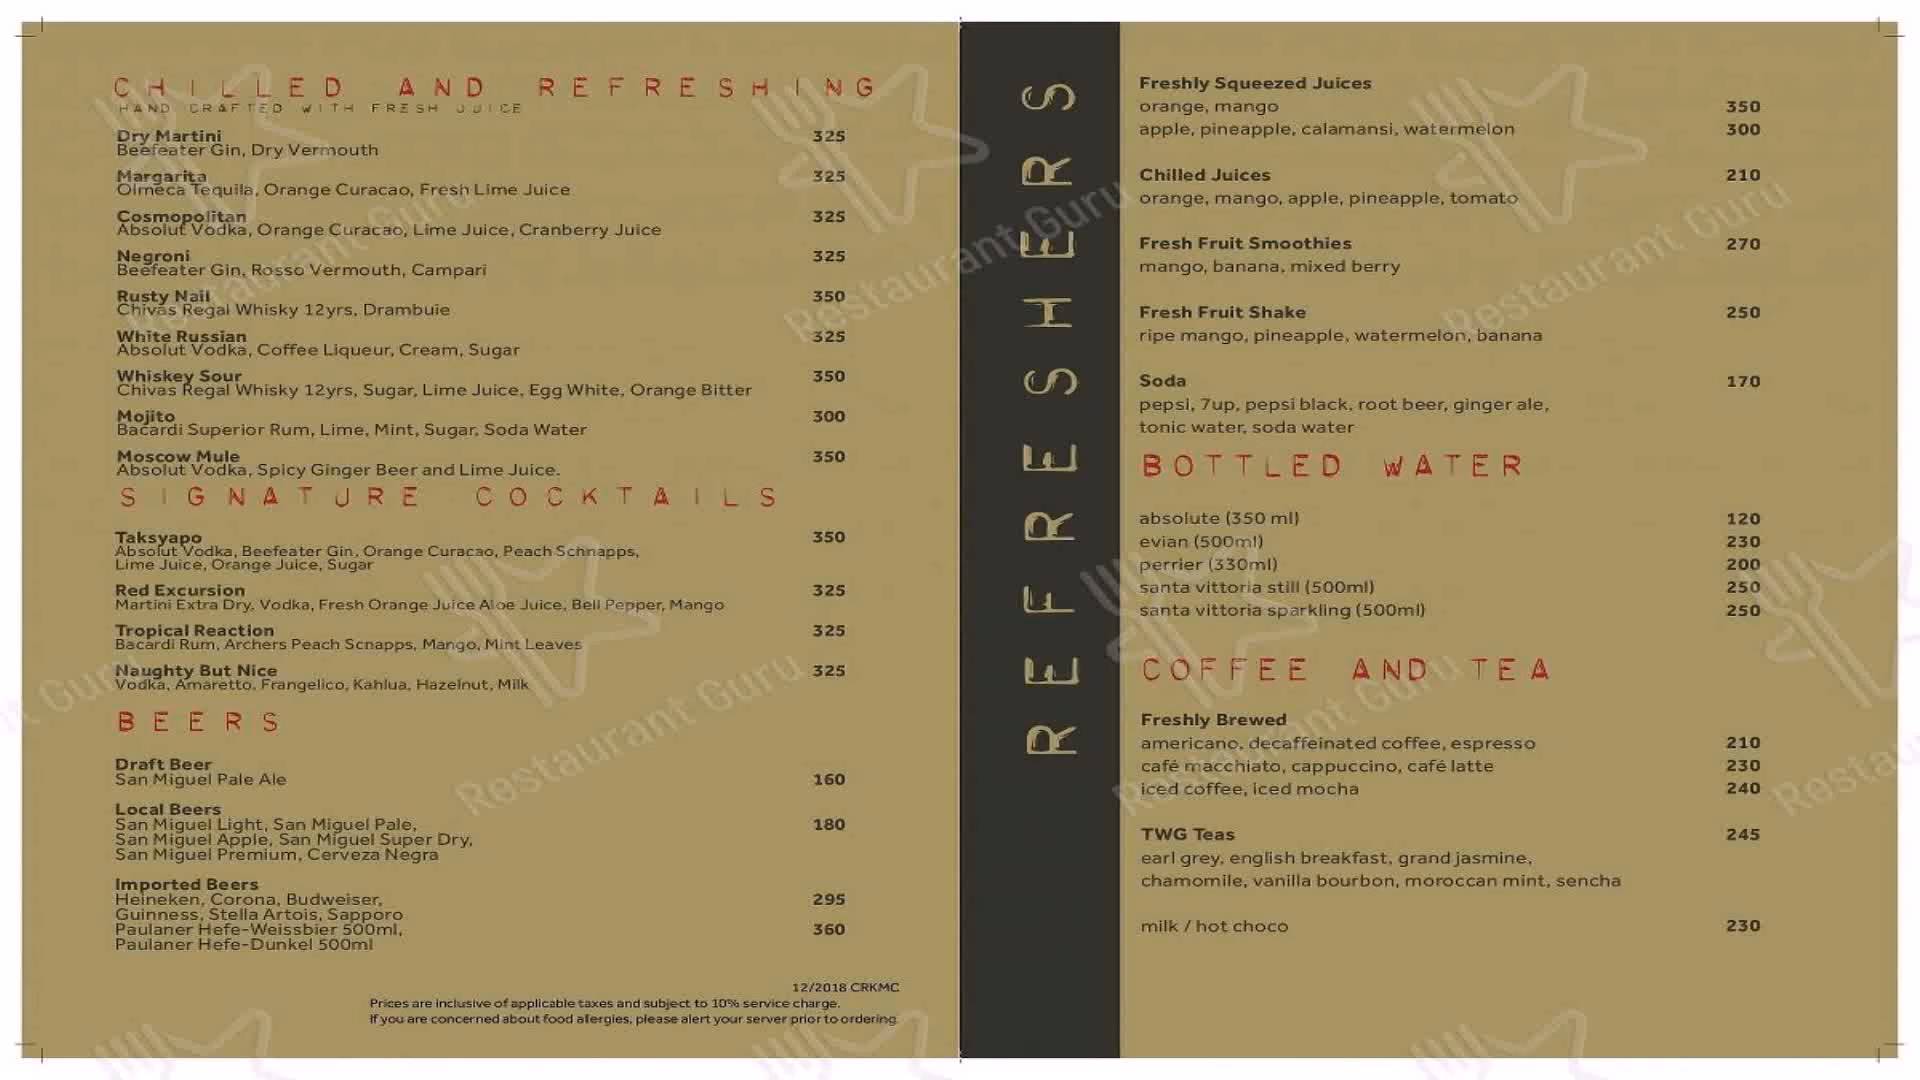 CHILLED AND REFRESHING
HAND CRAFTED WITH FRESH JUICE
Dry Martini 325
Beefeater Gin, Dry Vermouth
Margarita 325
Olmeca Tequila, Orange Curacao, Fresh Lime Juice
Cosmopolitan 325
Absolut Vodka, Orange Curacao, Lime Juice, Cranberry Juice
Negroni 325
Beefeater Gin, Rosso Vermouth, Campari
Rusty Nail 350
Chivas Regal Whisky 12yrs, Drambuie
White Russian 325
Absolut Vodka, Coffee Liqueur, Cream, Sugar
Whiskey Sour 350
Chivas Regal Whisky 12yrs, Sugar, Lime Juice, Egg White, Orange Bitter
Mojito 300
Bacardi Superior Rum, Lime, Mint, Sugar, Soda Water
Moscow Mule 350
Absolut Vodka, Spicy Ginger Beer and Lime Juice.
SIGNATURE COCKTAILS
Taksyapo 350
Absolut Vodka, Beefeater Gin, Orange Curacao, Peach Schnapps,
Lime Juice, Orange Juice, Sugar
Red Excursion 325
Martini Extra Dry, Vodka, Fresh Orange Juice Aloe Juice, Bell Pepper, Mango
Tropical Reaction 325
Bacardi Rum, Archers Peach Scnapps, Mango, Mint Leaves
Naughty But Nice 325
Vodka, Amaretto, Frangelico, Kahlua, Hazelnut, Milk
BEERS
Draft Beer
San Miguel Pale Ale 160
Local Beers
San Miguel Light, San Miguel Pale, 180
San Miguel Apple, San Miguel Super Dry,
San Miguel Premium, Cerveza Negra
Imported Beers
Heineken, Corona, Budweiser, 295
Guinness, Stella Artois, Sapporo
Paulaner Hefe-Weissbier 500ml, 360
Paulaner Hefe-Dunkel 500ml
12/2018 CRKMC
Prices are inclusive of applicable taxes and subject to 10% service charge.
If you are concerned about food allergies, please alert your server prior to ordering.
REFRESHERS
Freshly Squeezed Juices
orange, mango 350
apple, pineapple, calamansi, watermelon 300
Chilled Juices 210
orange, mango, apple, pineapple, tomato
Fresh Fruit Smoothies 270
mango, banana, mixed berry
Fresh Fruit Shake 250
ripe mango, pineapple, watermelon, banana
Soda 170
pepsi, 7up, pepsi black, root beer, ginger ale,
tonic water, soda water
BOTTLED WATER
absolute (350 ml) 120
evian (500ml) 230
perrier (330ml) 200
santa vittoria still (500ml) 250
santa vittoria sparkling (500ml) 250
COFFEE AND TEA
Freshly Brewed
americano, decaffeinated coffee, espresso 210
café macchiato, cappuccino, café latte 230
iced coffee, iced mocha 240
TWG Teas 245
earl grey, english breakfast, grand jasmine,
chamomile, vanilla bourbon, moroccan mint, sencha
milk / hot choco 230
Restaurant Guru
Restaurant Guru
Restaurant Guru
Restaurant Guru
Restaurant Guru